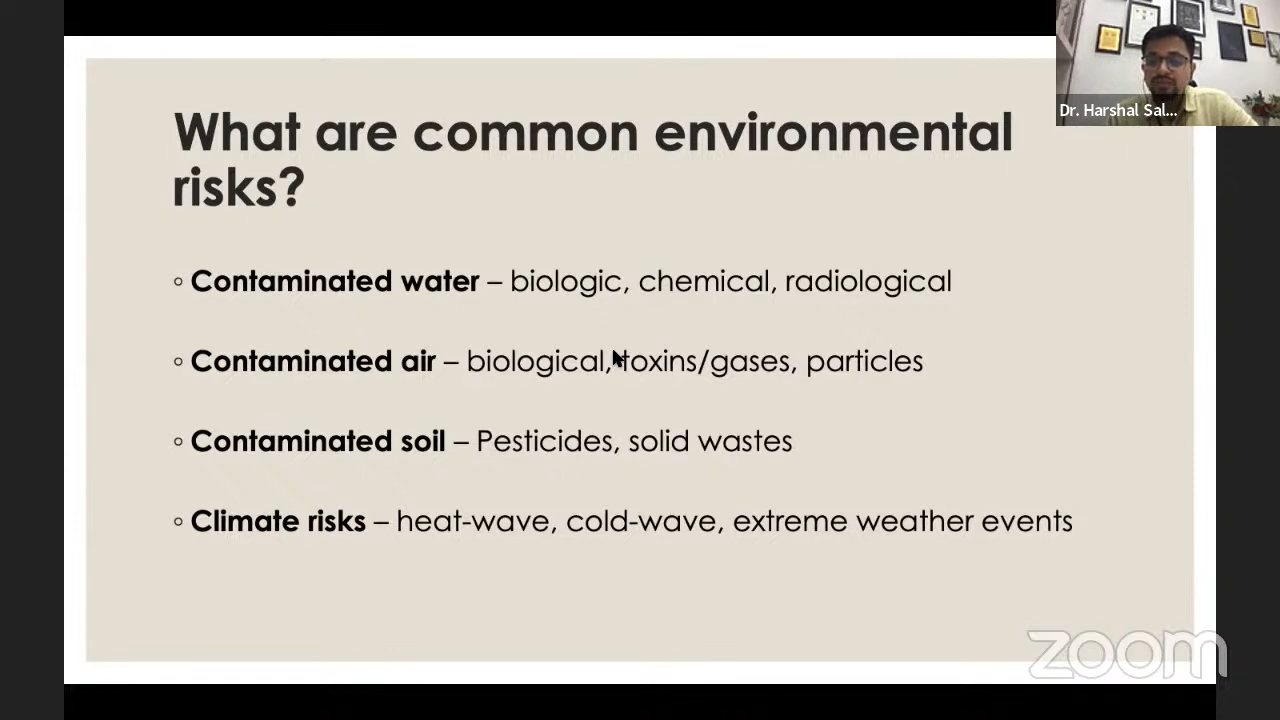 Dr. Harshal Sal...
What are common environmental
risks?
◦ Contaminated water – biologic, chemical, radiological
◦ Contaminated air – biological, toxins/gases, particles
◦ Contaminated soil – Pesticides, solid wastes
◦ Climate risks – heat-wave, cold-wave, extreme weather events
zoom